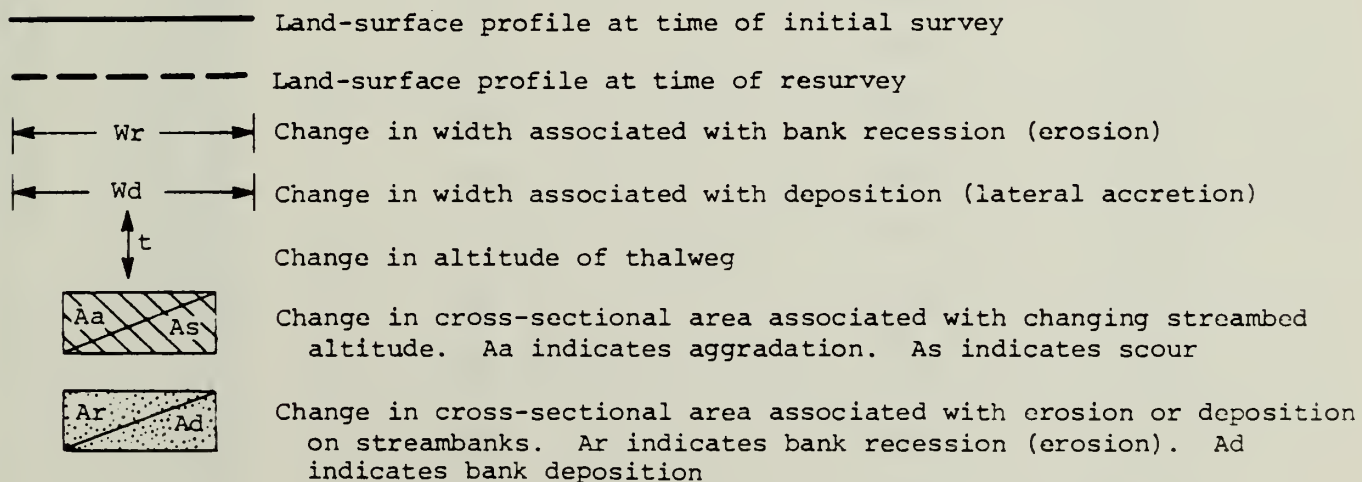 Land-surface profile at time of initial survey
Land-surface profile at time of resurvey
Wr Change in width associated with bank recession (erosion)
Wd Change in width associated with deposition (lateral accretion)
t
Change in altitude of thalweg
Aa As Change in cross-sectional area associated with changing streambed
altitude. Aa indicates aggradation. As indicates scour
Ar Ad Change in cross-sectional area associated with erosion or deposition
on streambanks. Ar indicates bank recession (erosion). Ad
indicates bank deposition